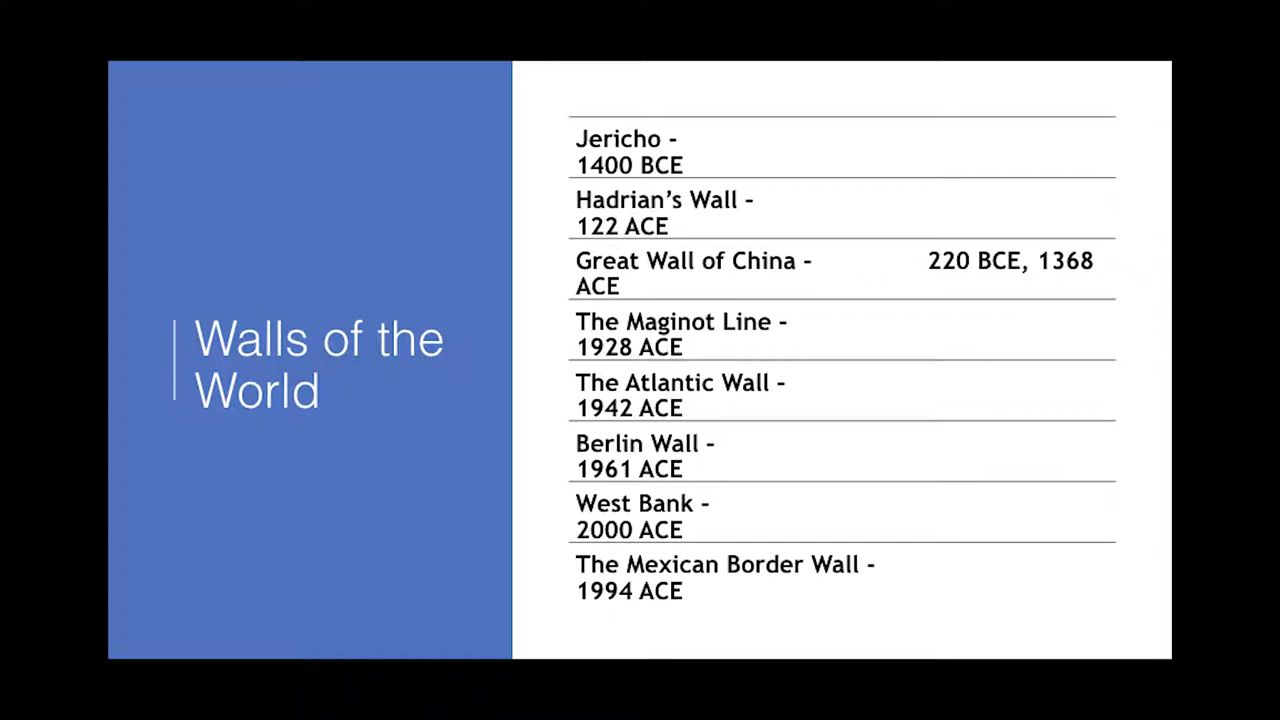 Walls of the
World
Jericho -
1400 BCE
Hadrian’s Wall -
122 ACE
Great Wall of China - 220 BCE, 1368
ACE
The Maginot Line -
1928 ACE
The Atlantic Wall -
1942 ACE
Berlin Wall -
1961 ACE
West Bank -
2000 ACE
The Mexican Border Wall -
1994 ACE